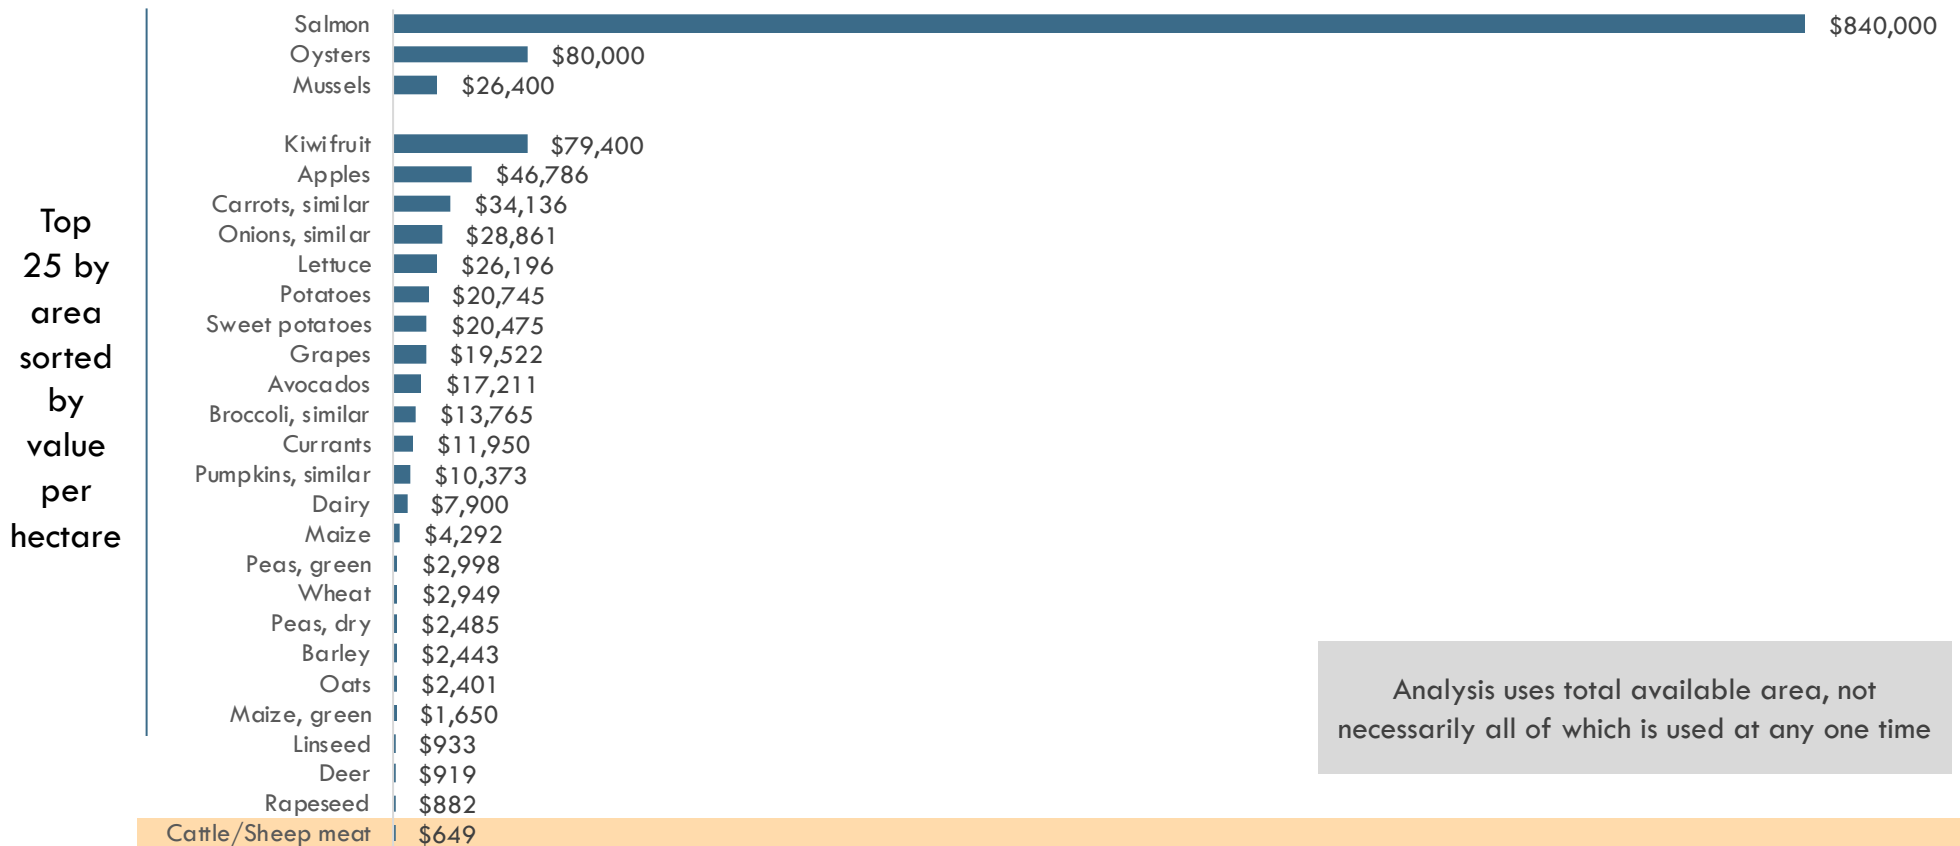 Top
25 by
area
sorted
by
value
per
hectare
Salmon $840,000
Oysters $80,000
Mussels $26,400
Kiwifruit $79,400
Apples $46,786
Carrots, similar $34,136
Onions, similar $28,861
Lettuce $26,196
Potatoes $20,745
Sweet potatoes $20,475
Grapes $19,522
Avocados $17,211
Broccoli, similar $13,765
Currants $11,950
Pumpkins, similar $10,373
Dairy $7,900
Maize $4,292
Peas, green $2,998
Wheat $2,949
Peas, dry $2,485
Barley $2,443
Oats $2,401
Maize, green $1,650
Linseed $933
Deer $919
Rapeseed $882
Cattle/Sheep meat $649
Analysis uses total available area, not
necessarily all of which is used at any one time